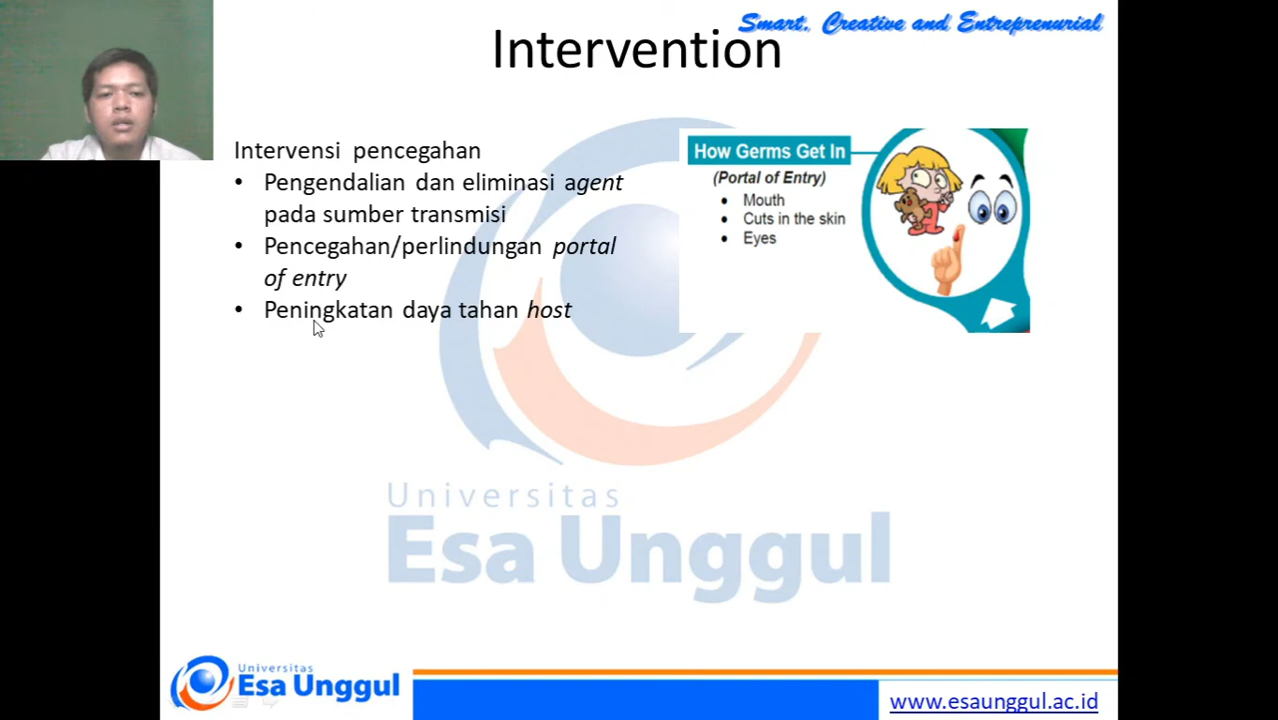 Smart, Creative and Entreprenurial
Intervention
Intervensi pencegahan
• Pengendalian dan eliminasi agent
pada sumber transmisi
• Pencegahan/perlindungan portal
of entry
• Peningkatan daya tahan host
How Germs Get In
(Portal of Entry)
• Mouth
• Cuts in the skin
• Eyes
Universitas
Esa Unggul
Universitas
Esa Unggul
www.esaunggul.ac.id